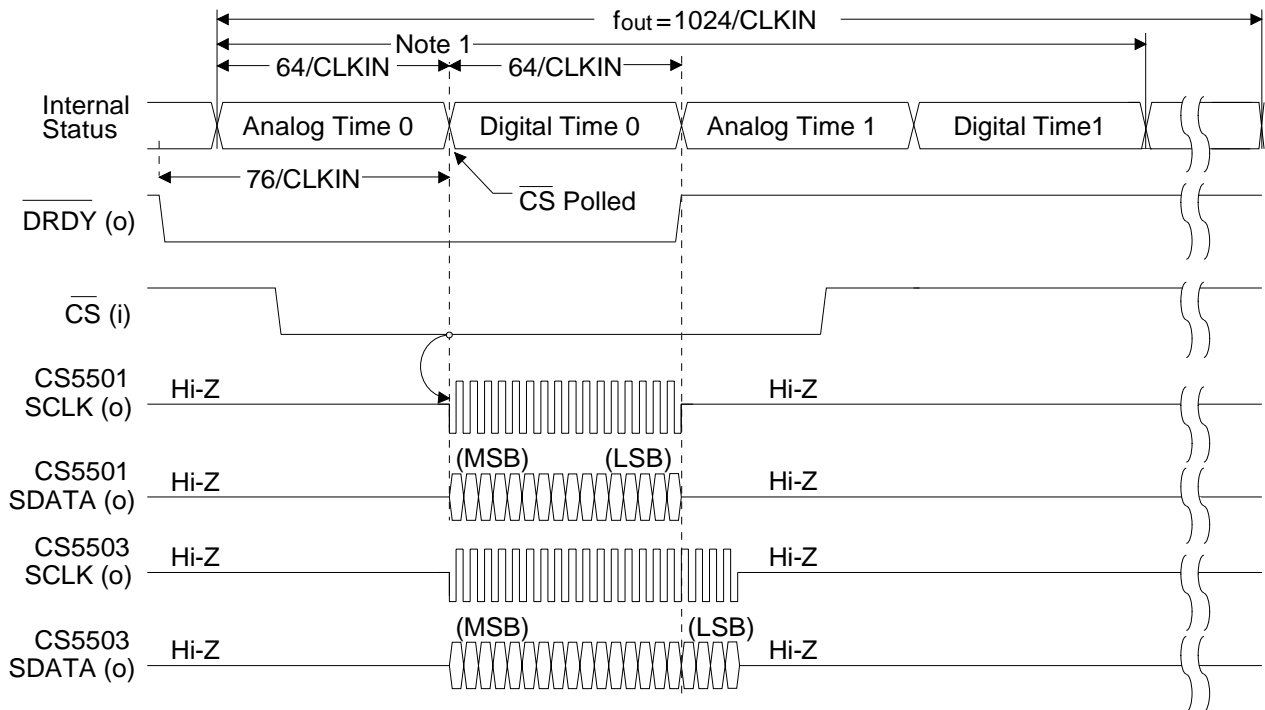 fout=1024/CLKIN
Note 1
64/CLKIN 64/CLKIN
Internal
Status
Analog Time 0 Digital Time 0 Analog Time 1 Digital Time1
76/CLKIN
CS Polled
DRDY (o)
CS (i)
CS5501
SCLK (o)
Hi-Z Hi-Z
CS5501
SDATA (o)
Hi-Z (MSB) (LSB) Hi-Z
CS5503
SCLK (o)
Hi-Z Hi-Z
CS5503
SDATA (o)
Hi-Z (MSB) (LSB) Hi-Z